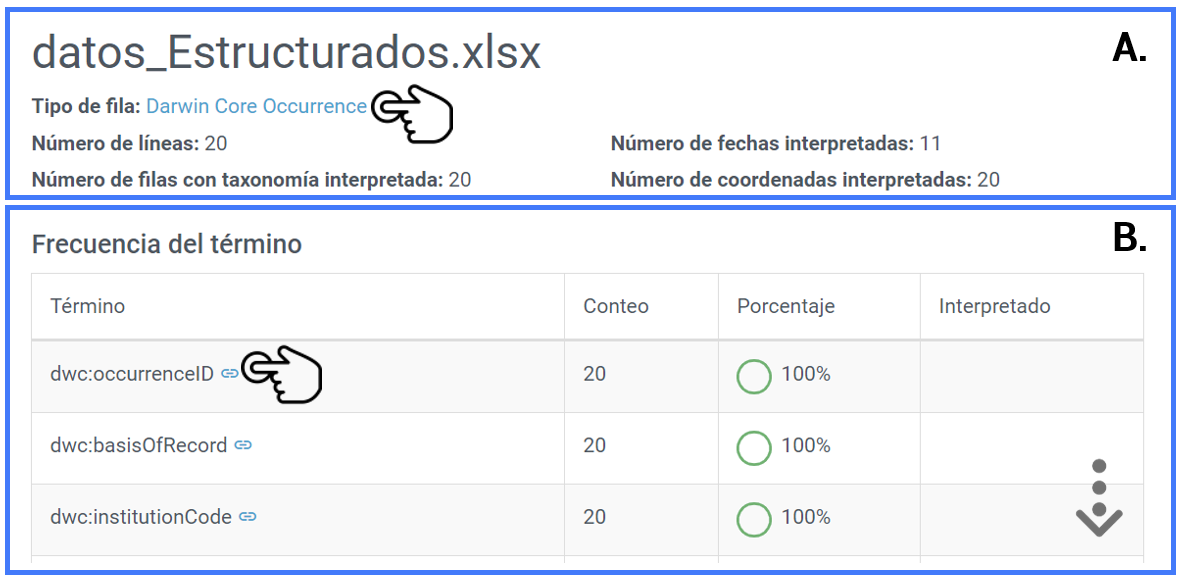 datos_Estructurados.xlsx
A.
Tipo de fila: Darwin Core Occurrence
Número de líneas: 20
Número de fechas interpretadas: 11
Número de filas con taxonomía interpretada: 20
Número de coordenadas interpretadas: 20
Frecuencia del término
B.
Término Conteo Porcentaje Interpretado
dwc:occurrenceID 20 100%
dwc:basisOfRecord 20 100%
dwc:institutionCode 20 100%